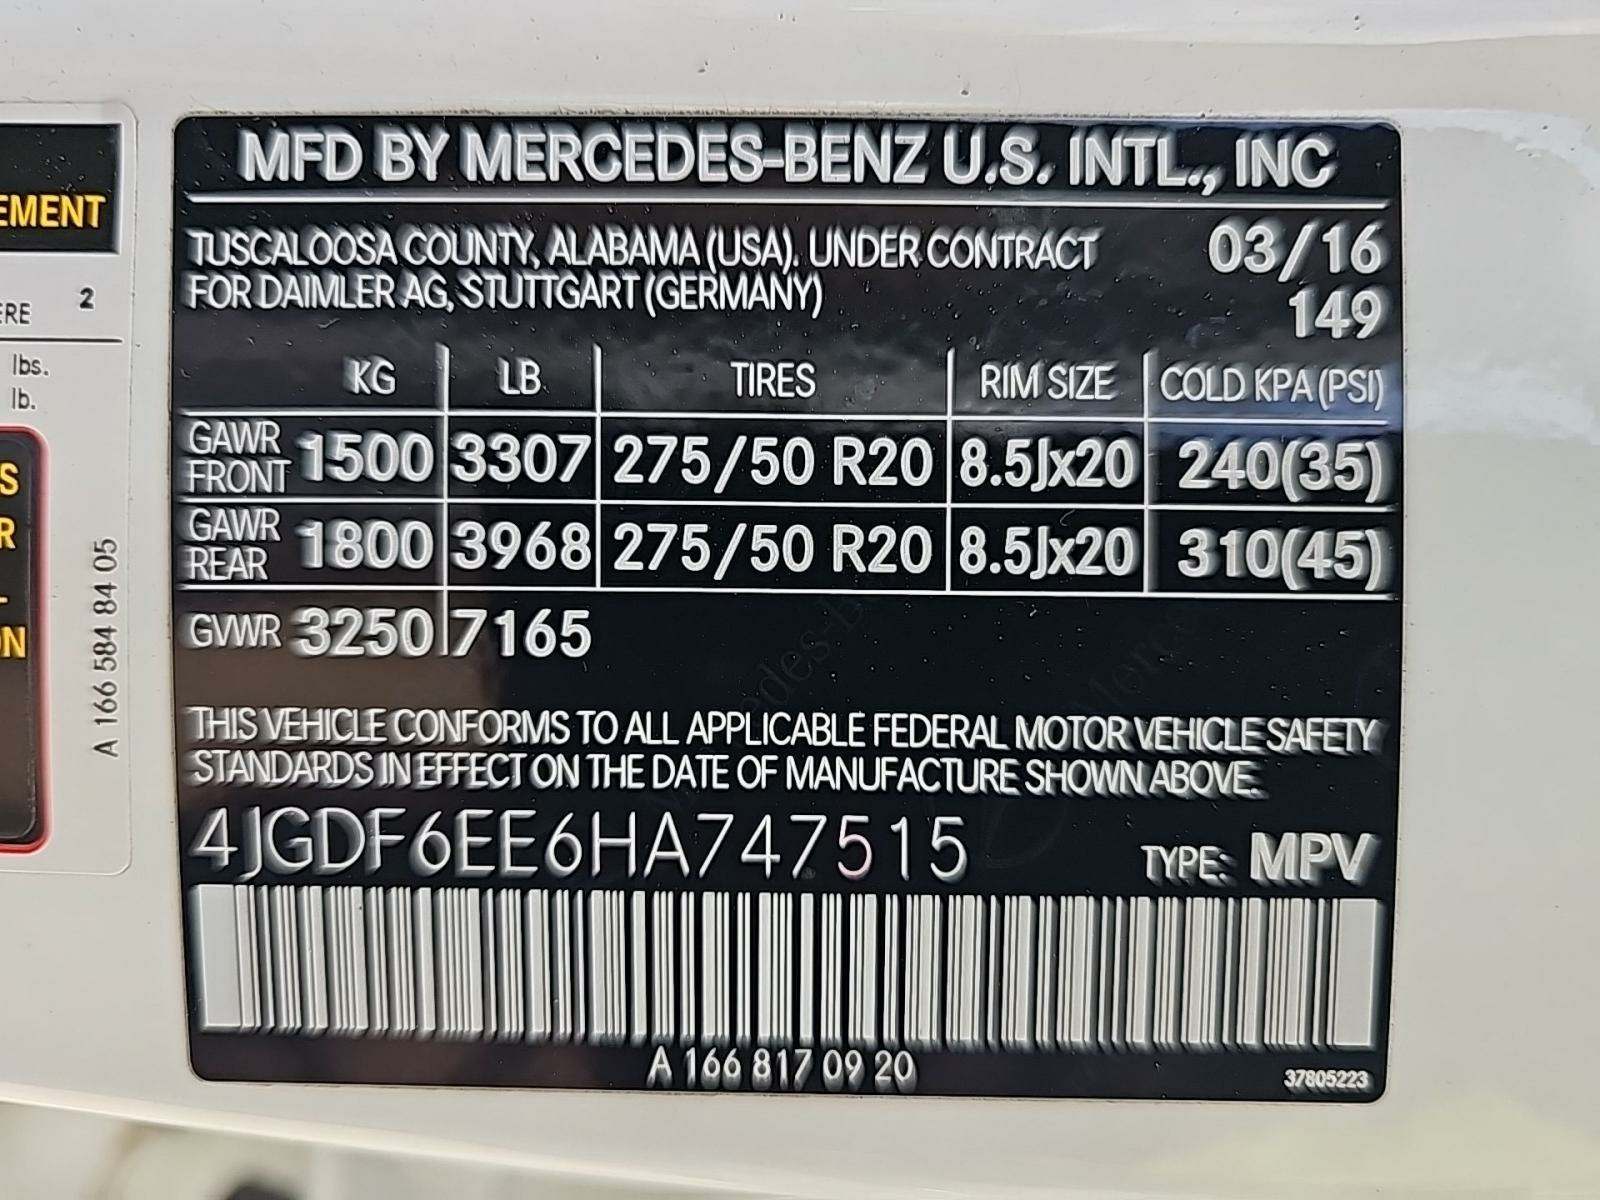 MFD BY MERCEDES-BENZ U.S. INTL., INC
TUSCALOOSA COUNTY, ALABAMA (USA). UNDER CONTRACT 03/16
FOR DAIMLER AG, STUTTGART (GERMANY) 149
KG LB TIRES RIM SIZE COLD KPA (PSI)
GAWR FRONT 1500 3307 275/50 R20 8.5Jx20 240(35)
GAWR REAR 1800 3968 275/50 R20 8.5Jx20 310(45)
GVWR 3250 7165
THIS VEHICLE CONFORMS TO ALL APPLICABLE FEDERAL MOTOR VEHICLE SAFETY
STANDARDS IN EFFECT ON THE DATE OF MANUFACTURE SHOWN ABOVE.
4JGDF6EE6HA747515 TYPE: MPV
A 166 817 09 20
37805223
EMENT
ERE 2
lbs.
lb.
S
R
-
ON
A 166 584 84 05